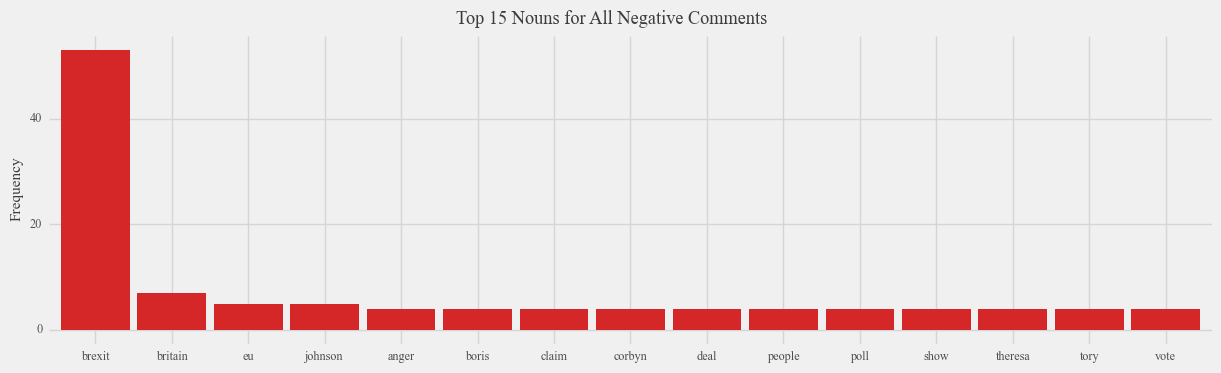 Top 15 Nouns for All Negative Comments
Frequency
40
20
0
brexit britain eu johnson anger boris claim corbyn deal people poll show theresa tory vote